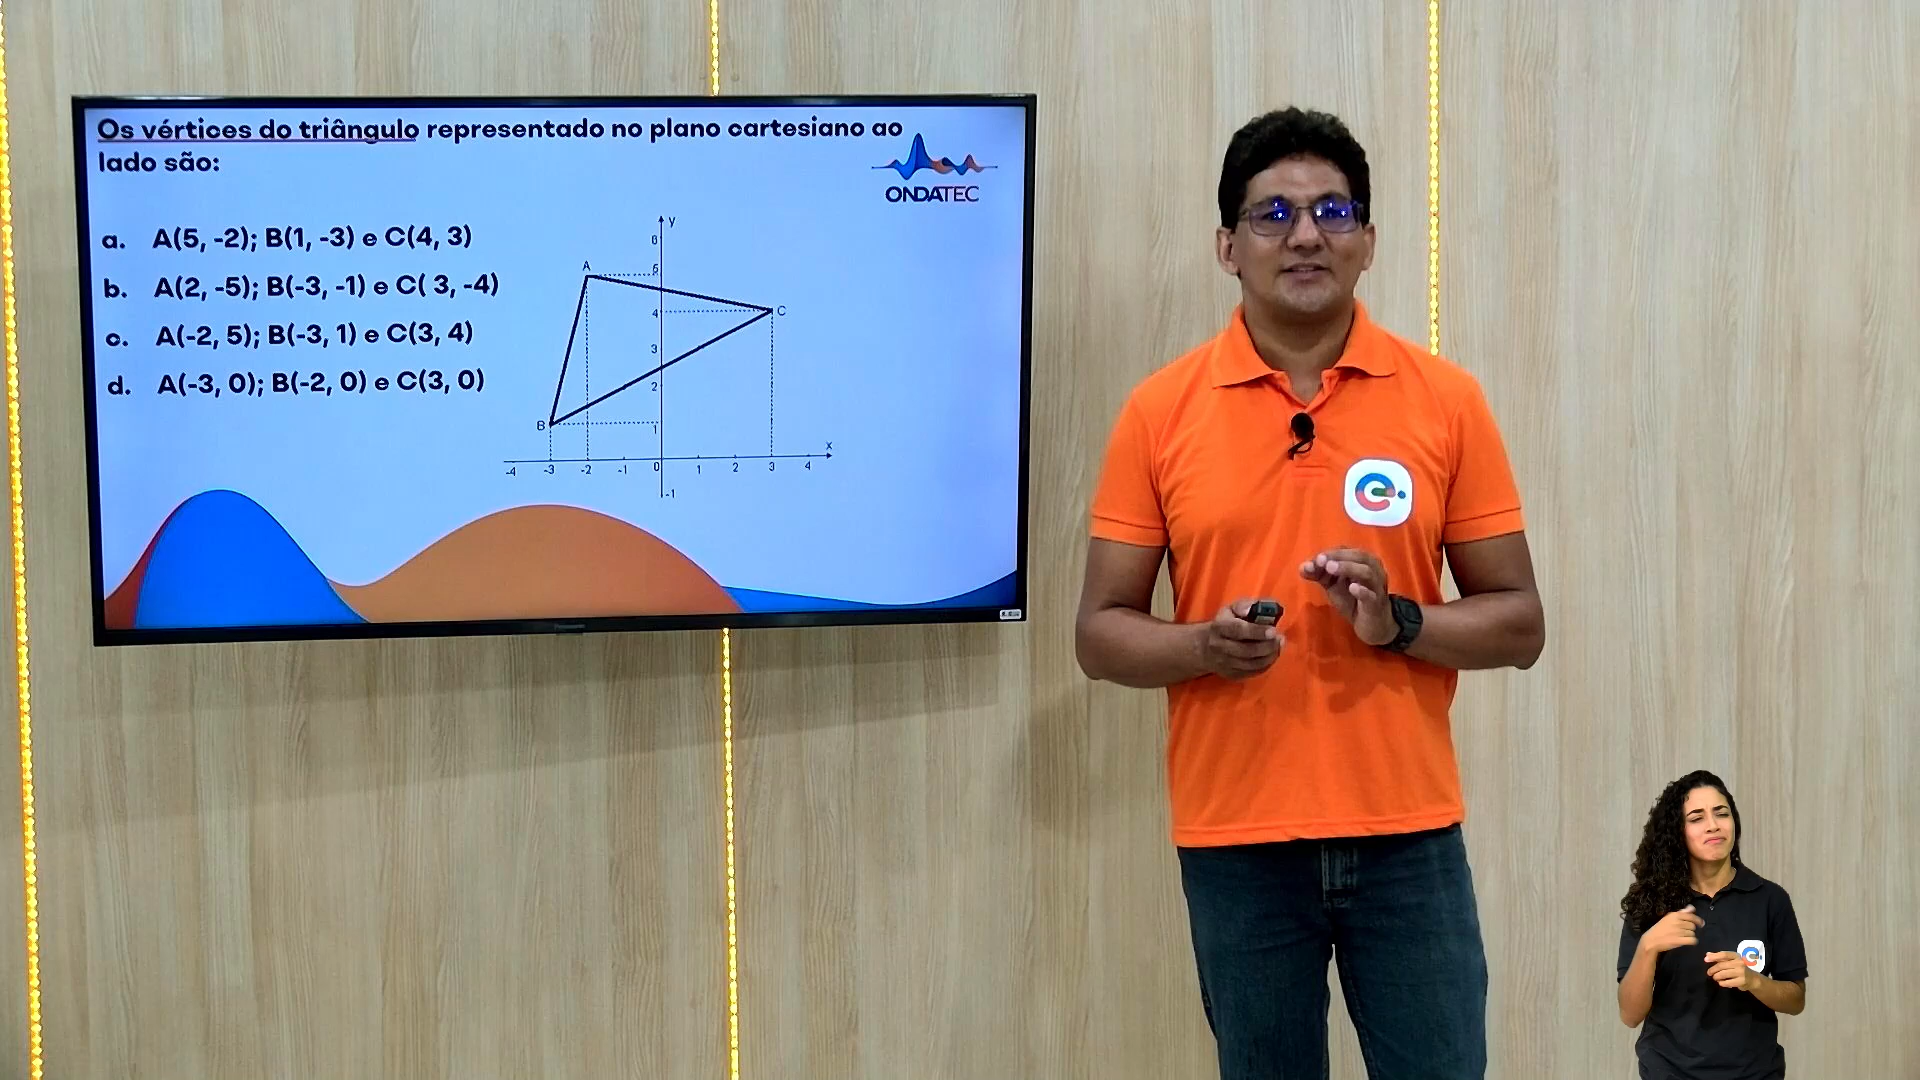 Os vértices do triângulo representado no plano cartesiano ao
lado são:
ONDATEC
a. A(5, -2); B(1, -3) e C(4, 3)
b. A(2, -5); B(-3, -1) e C( 3, -4)
c. A(-2, 5); B(-3, 1) e C(3, 4)
d. A(-3, 0); B(-2, 0) e C(3, 0)
y
6
A
5
4
C
3
2
B
1
x
-4 -3 -2 -1 0 1 2 3 4
-1